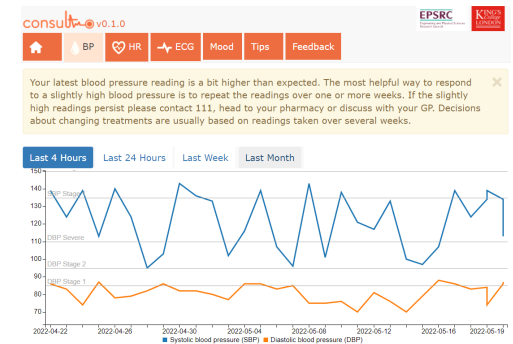 consult v0.1.0
EPSRC
Engineering and Physical Sciences
Research Council
KING'S
College
LONDON
BP
HR
ECG
Mood
Tips
Feedback
Your latest blood pressure reading is a bit higher than expected. The most helpful way to respond
to a slightly high blood pressure is to repeat the readings over one or more weeks. If the slightly
high readings persist please contact 111, head to your pharmacy or discuss with your GP. Decisions
about changing treatments are usually based on readings taken over several weeks.
×
Last 4 Hours
Last 24 Hours
Last Week
Last Month
150
140
SBP Stage
130
120
110
DBP Severe
100
DBP Stage 2
90
DBP Stage 1
80
70
2022-04-22
2022-04-26
2022-04-30
2022-05-04
2022-05-08
2022-05-12
2022-05-16
2022-05-19
Systolic blood pressure (SBP)
Diastolic blood pressure (DBP)